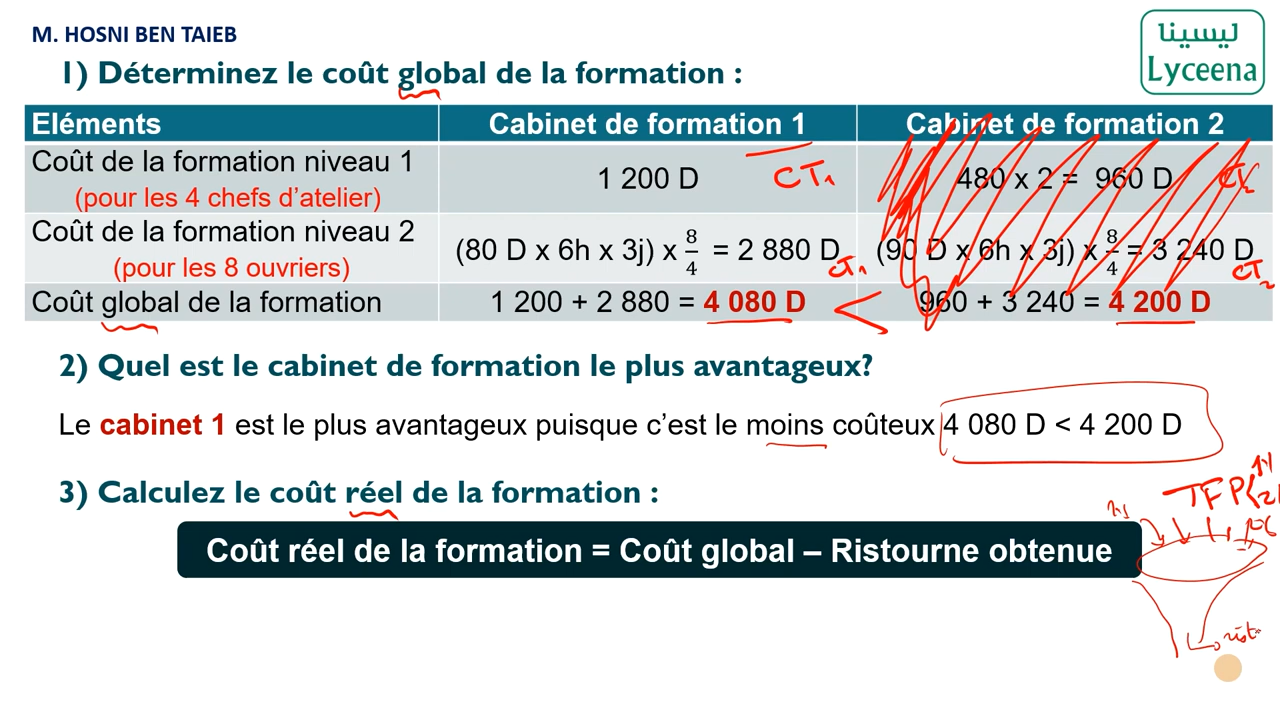 M. HOSNI BEN TAIEB
ليسينا
Lyceena
1) Déterminez le coût global de la formation :
Eléments Cabinet de formation 1 Cabinet de formation 2
Coût de la formation niveau 1
(pour les 4 chefs d'atelier)
1 200 D CT1 480 x 2 = 960 D CT2
Coût de la formation niveau 2
(pour les 8 ouvriers)
(80 D x 6h x 3j) x 8/4 = 2 880 D CT1 (90 D x 6h x 3j) x 8/4 = 3 240 D CT2
Coût global de la formation 1 200 + 2 880 = 4 080 D < 960 + 3 240 = 4 200 D
2) Quel est le cabinet de formation le plus avantageux?
Le cabinet 1 est le plus avantageux puisque c'est le moins coûteux 4 080 D < 4 200 D
3) Calculez le coût réel de la formation :
TFP
Coût réel de la formation = Coût global – Ristourne obtenue